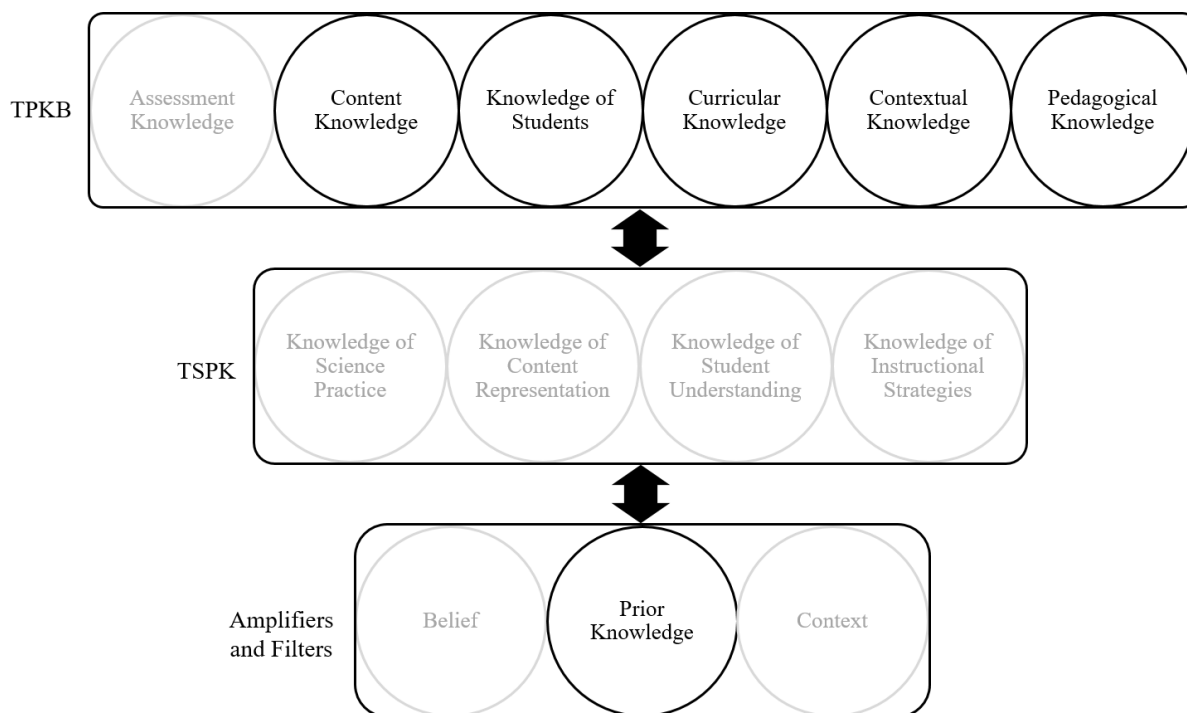 TPKB
Assessment
Knowledge
Content
Knowledge
Knowledge of
Students
Curricular
Knowledge
Contextual
Knowledge
Pedagogical
Knowledge
TSPK
Knowledge of
Science
Practice
Knowledge of
Content
Representation
Knowledge of
Student
Understanding
Knowledge of
Instructional
Strategies
Amplifiers
and Filters
Belief
Prior
Knowledge
Context